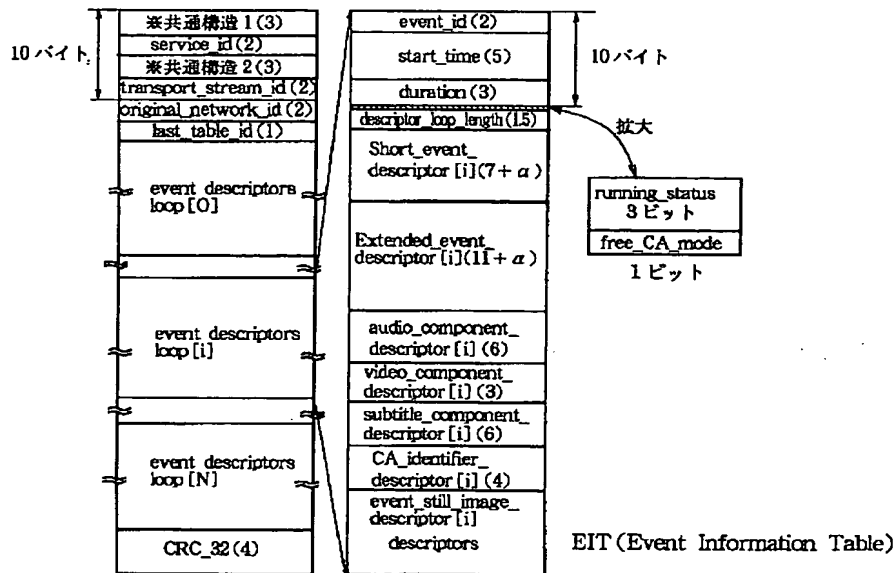 ※共通構造1(3)
service_id(2)
※共通構造2(3)
transport_stream_id(2)
original_network_id(2)
last_table_id(1)
event descriptors
loop[0]
event descriptors
loop[i]
event descriptors
loop[N]
CRC_32(4)
10バイト
event_id(2)
start_time(5)
duration(3)
descriptor_loop_length(1.5)
Short_event_
descriptor[i](7+α)
Extended_event_
descriptor[i](11+α)
audio_component_
descriptor[i](6)
video_component_
descriptor[i](3)
subtitle_component_
descriptor[i](6)
CA_identifier_
descriptor[i](4)
event_still_image_
descriptor[i]
descriptors
10バイト
拡大
running_status
3ビット
free_CA_mode
1ビット
EIT(Event Information Table)